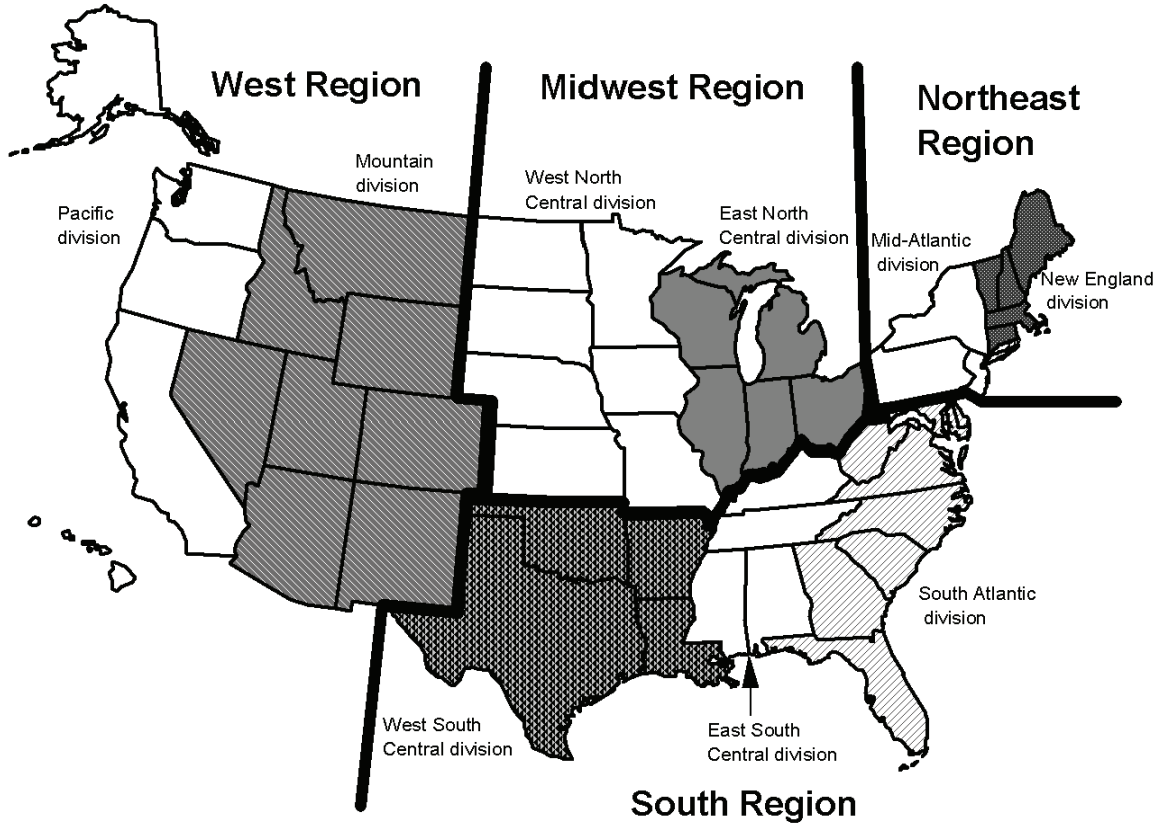 West Region
Midwest Region
Northeast
Region
Mountain
division
Pacific
division
West North
Central division
East North
Central division
Mid-Atlantic
division
New England
division
South Atlantic
division
West South
Central division
East South
Central division
South Region